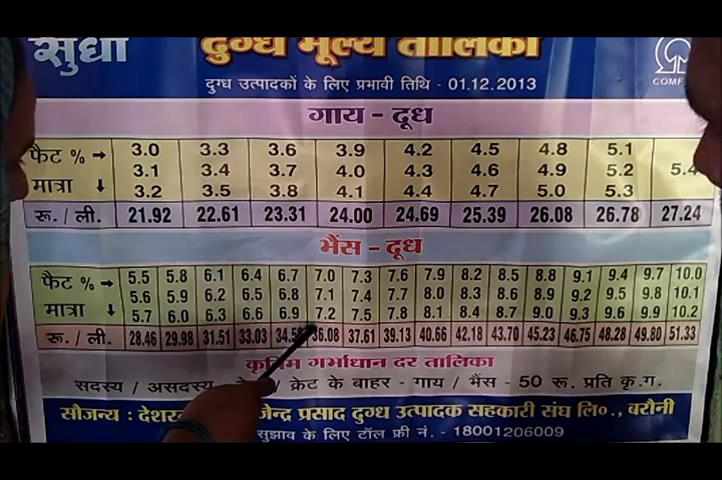 सुधा दुग्ध मूल्य तालिका
दुग्ध उत्पादकों के लिए प्रभावी तिथि - 01.12.2013
COMF
गाय - दूध
फैट % → 3.0 3.3 3.6 3.9 4.2 4.5 4.8 5.1
मात्रा ↓ 3.1 3.4 3.7 4.0 4.3 4.6 4.9 5.2 5.4
3.2 3.5 3.8 4.1 4.4 4.7 5.0 5.3
रू. / ली. 21.92 22.61 23.31 24.00 24.69 25.39 26.08 26.78 27.24
भैंस - दूध
फैट % → 5.5 5.8 6.1 6.4 6.7 7.0 7.3 7.6 7.9 8.2 8.5 8.8 9.1 9.4 9.7 10.0
मात्रा ↓ 5.6 5.9 6.2 6.5 6.8 7.1 7.4 7.7 8.0 8.3 8.6 8.9 9.2 9.5 9.8 10.1
5.7 6.0 6.3 6.6 6.9 7.2 7.5 7.8 8.1 8.4 8.7 9.0 9.3 9.6 9.9 10.2
रू. / ली. 28.46 29.98 31.51 33.03 34.56 36.08 37.61 39.13 40.66 42.18 43.70 45.23 46.75 48.28 49.80 51.33
कृत्रिम गर्भाधान दर तालिका
सदस्य / असदस्य / क्रेट के बाहर - गाय / भैंस - 50 रू. प्रति कृ.ग.
सौजन्य : प्रसाद दुग्ध उत्पादक सहकारी संघ लि०., बरौनी
सुझाव के लिए टॉल फ्री नं. - 18001206009